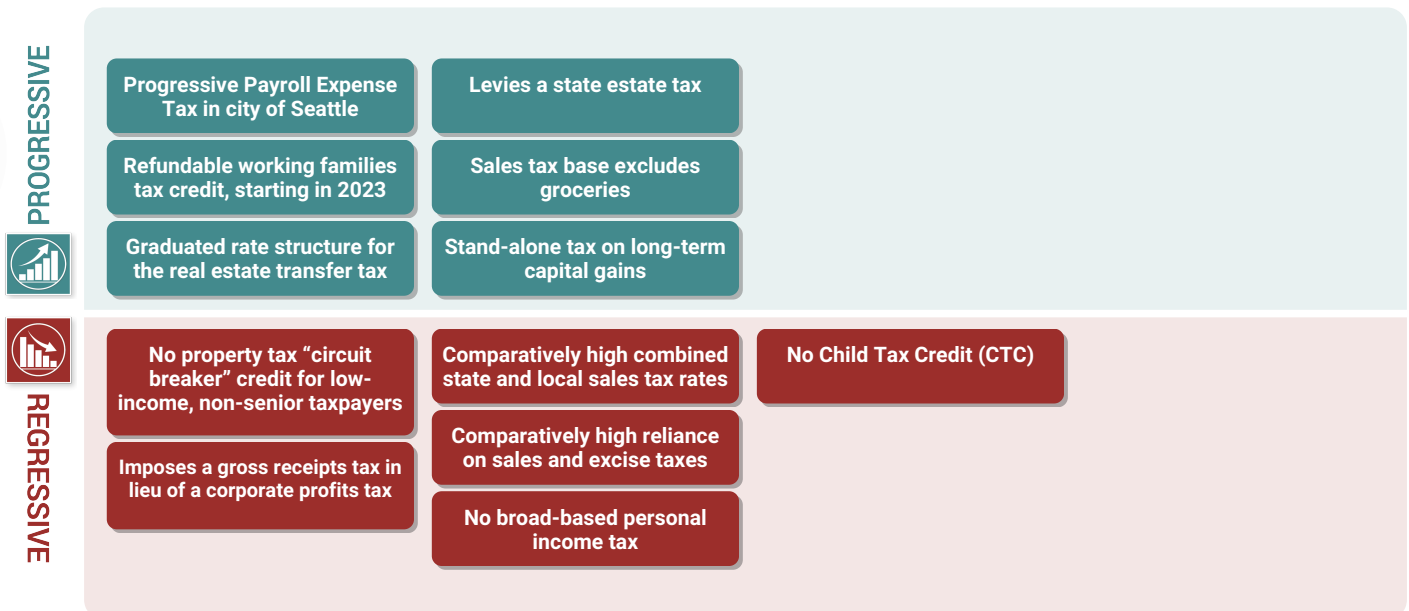 PROGRESSIVE
Progressive Payroll Expense
Tax in city of Seattle
Refundable working families
tax credit, starting in 2023
Graduated rate structure for
the real estate transfer tax
Levies a state estate tax
Sales tax base excludes
groceries
Stand-alone tax on long-term
capital gains
REGRESSIVE
No property tax “circuit
breaker” credit for low-
income, non-senior taxpayers
Imposes a gross receipts tax in
lieu of a corporate profits tax
Comparatively high combined
state and local sales tax rates
Comparatively high reliance
on sales and excise taxes
No broad-based personal
income tax
No Child Tax Credit (CTC)